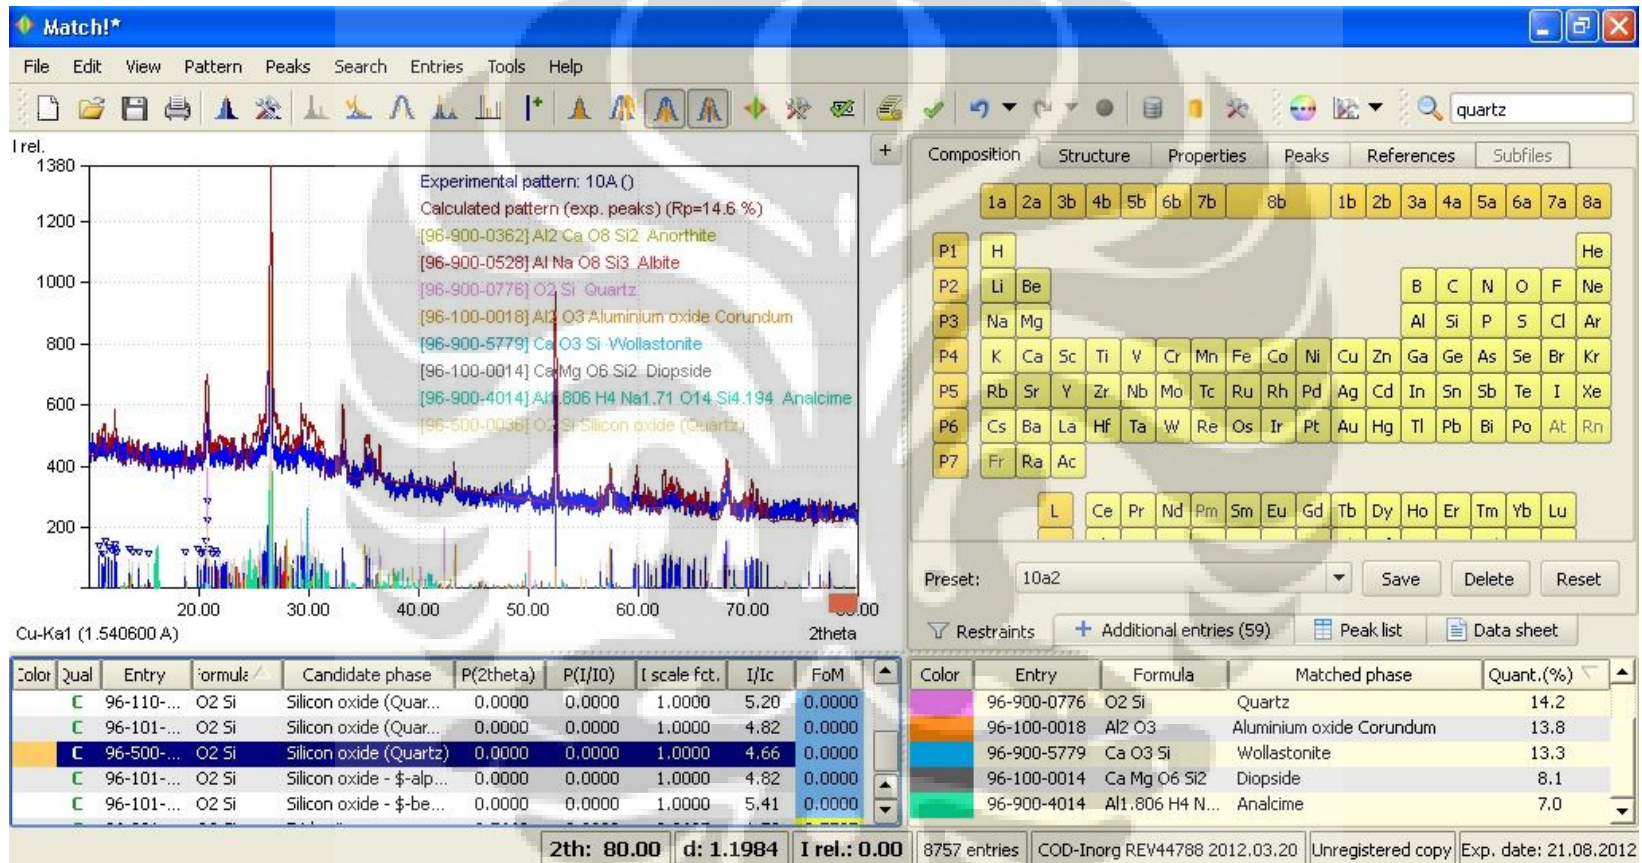 Match!*
File Edit View Pattern Peaks Search Entries Tools Help
quartz
I rel.
1380
1200
1000
800
600
400
200
Experimental pattern: 10A ()
Calculated pattern (exp. peaks) (Rp=14.6 %)
[96-900-0362] Al2 Ca O8 Si2 Anorthite
[96-900-0528] Al Na O8 Si3 Albite
[96-900-0776] O2 Si Quartz
[96-100-0018] Al2 O3 Aluminium oxide Corundum
[96-900-5779] Ca O3 Si Wollastonite
[96-100-0014] Ca Mg O6 Si2 Diopside
[96-900-4014] Al1.806 H4 Na1.71 O14 Si4.194 Analcime
[96-500-0036] O2 Si Silicon oxide (Quartz)
20.00 30.00 40.00 50.00 60.00 70.00
Cu-Ka1 (1.540600 A) 2theta
+
Composition Structure Properties Peaks References Subfiles
1a 2a 3b 4b 5b 6b 7b 8b 1b 2b 3a 4a 5a 6a 7a 8a
P1 H He
P2 Li Be B C N O F Ne
P3 Na Mg Al Si P S Cl Ar
P4 K Ca Sc Ti V Cr Mn Fe Co Ni Cu Zn Ga Ge As Se Br Kr
P5 Rb Sr Y Zr Nb Mo Tc Ru Rh Pd Ag Cd In Sn Sb Te I Xe
P6 Cs Ba La Hf Ta W Re Os Ir Pt Au Hg Tl Pb Bi Po At Rn
P7 Fr Ra Ac
L Ce Pr Nd Pm Sm Eu Gd Tb Dy Ho Er Tm Yb Lu
Preset: 10a2 Save Delete Reset
Restraints Additional entries (59) Peak list Data sheet
Color Qual Entry Formula Candidate phase P(2theta) P(I/I0) I scale fct. I/Ic FoM
C 96-110-... O2 Si Silicon oxide (Quar... 0.0000 0.0000 1.0000 5.20 0.0000
C 96-101-... O2 Si Silicon oxide (Quar... 0.0000 0.0000 1.0000 4.82 0.0000
C 96-500-... O2 Si Silicon oxide (Quartz) 0.0000 0.0000 1.0000 4.66 0.0000
C 96-101-... O2 Si Silicon oxide - $-alp... 0.0000 0.0000 1.0000 4.82 0.0000
C 96-101-... O2 Si Silicon oxide - $-be... 0.0000 0.0000 1.0000 5.41 0.0000
Color Entry Formula Matched phase Quant.(%)
96-900-0776 O2 Si Quartz 14.2
96-100-0018 Al2 O3 Aluminium oxide Corundum 13.8
96-900-5779 Ca O3 Si Wollastonite 13.3
96-100-0014 Ca Mg O6 Si2 Diopside 8.1
96-900-4014 Al1.806 H4 N... Analcime 7.0
2th: 80.00 d: 1.1984 I rel.: 0.00 8757 entries COD-Inorg REV44788 2012.03.20 Unregistered copy Exp. date: 21.08.2012